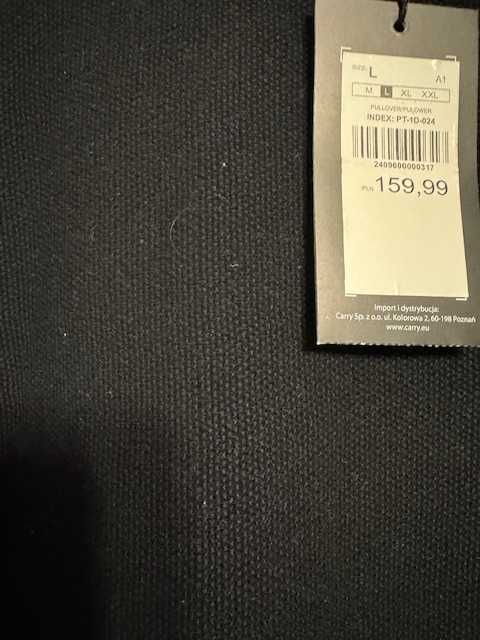 SIZE: L A1
M L XL XXL
PULLOVER/PULOWER
INDEX: PT-1D-024
2409600000317
PLN 159,99
import i dystrybucja:
Carry Sp. z o.o. ul. Kolorowa 2, 60-198 Poznań
www.carry.eu